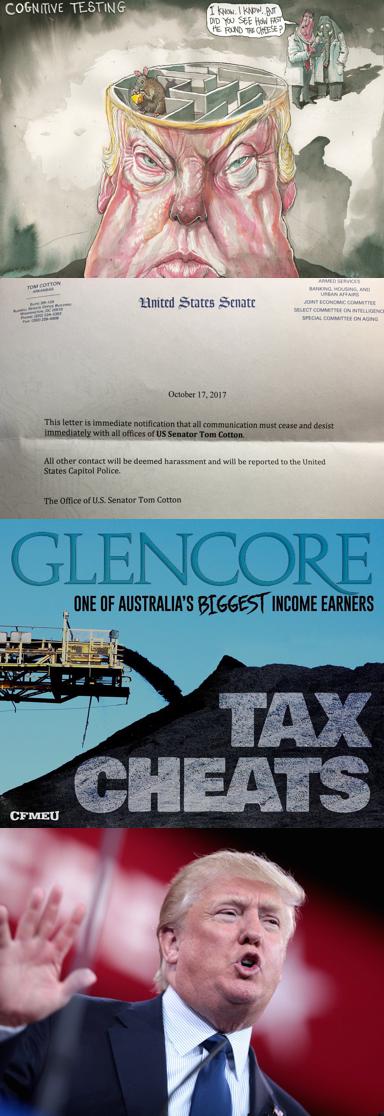 COGNITIVE TESTING
I KNOW. I KNOW. BUT
DID YOU SEE HOW FAST
HE FOUND THE CHEESE?
TOM COTTON
ARKANSAS
United States Senate
ARMED SERVICES
BANKING, HOUSING, AND
URBAN AFFAIRS
JOINT ECONOMIC COMMITTEE
SELECT COMMITTEE ON INTELLIGENC
SPECIAL COMMITTEE ON AGING
October 17, 2017
This letter is immediate notification that all communication must cease and desist
immediately with all offices of US Senator Tom Cotton.
All other contact will be deemed harassment and will be reported to the United
States Capitol Police.
The Office of U.S. Senator Tom Cotton
GLENCORE
ONE OF AUSTRALIA'S BIGGEST INCOME EARNERS
TAX
CHEATS
CFMEU